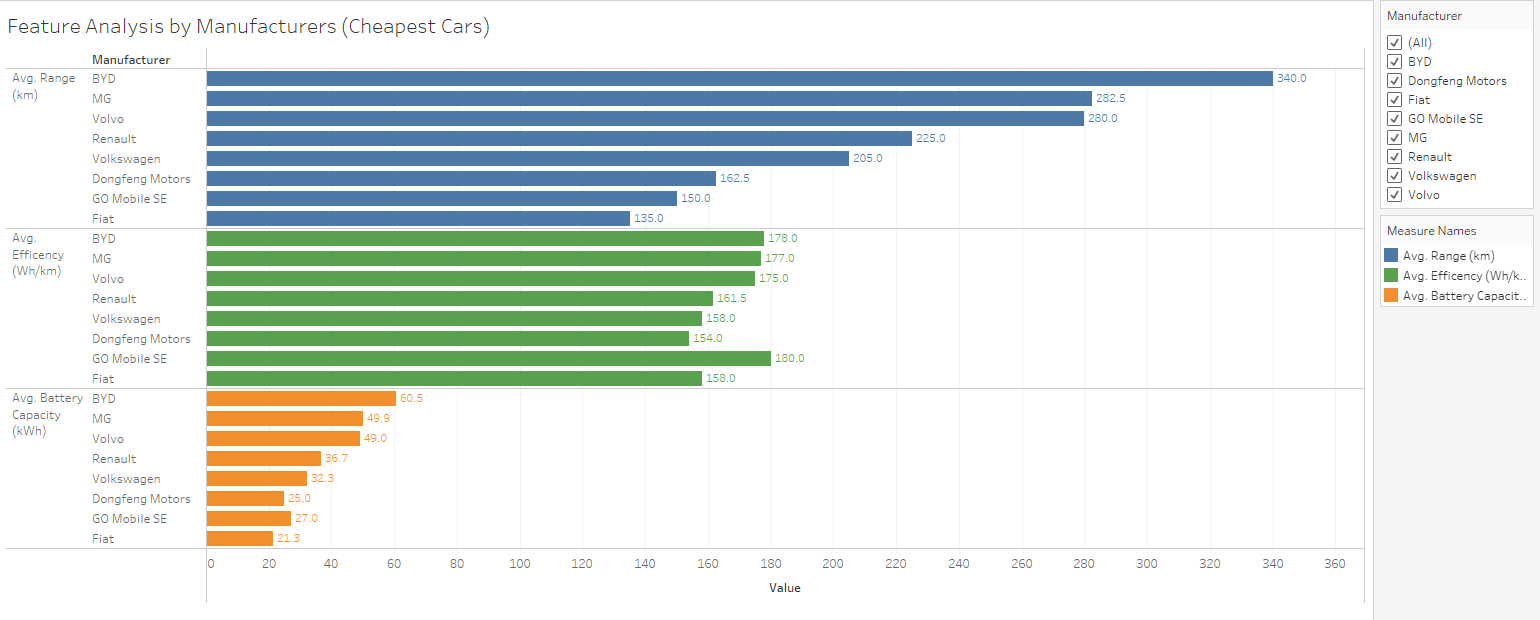 Feature Analysis by Manufacturers (Cheapest Cars)
Manufacturer
Avg. Range
(km)
BYD 340.0
MG 282.5
Volvo 280.0
Renault 225.0
Volkswagen 205.0
Dongfeng Motors 162.5
GO Mobile SE 150.0
Fiat 135.0
Avg.
Efficency
(Wh/km)
BYD 178.0
MG 177.0
Volvo 175.0
Renault 161.5
Volkswagen 158.0
Dongfeng Motors 154.0
GO Mobile SE 180.0
Fiat 158.0
Avg. Battery
Capacity
(kWh)
BYD 60.5
MG 49.9
Volvo 49.0
Renault 36.7
Volkswagen 32.3
Dongfeng Motors 25.0
GO Mobile SE 27.0
Fiat 21.3
0 20 40 60 80 100 120 140 160 180 200 220 240 260 280 300 320 340 360
Value
Manufacturer
(All)
BYD
Dongfeng Motors
Fiat
GO Mobile SE
MG
Renault
Volkswagen
Volvo
Measure Names
Avg. Range (km)
Avg. Efficency (Wh/k..
Avg. Battery Capacit..